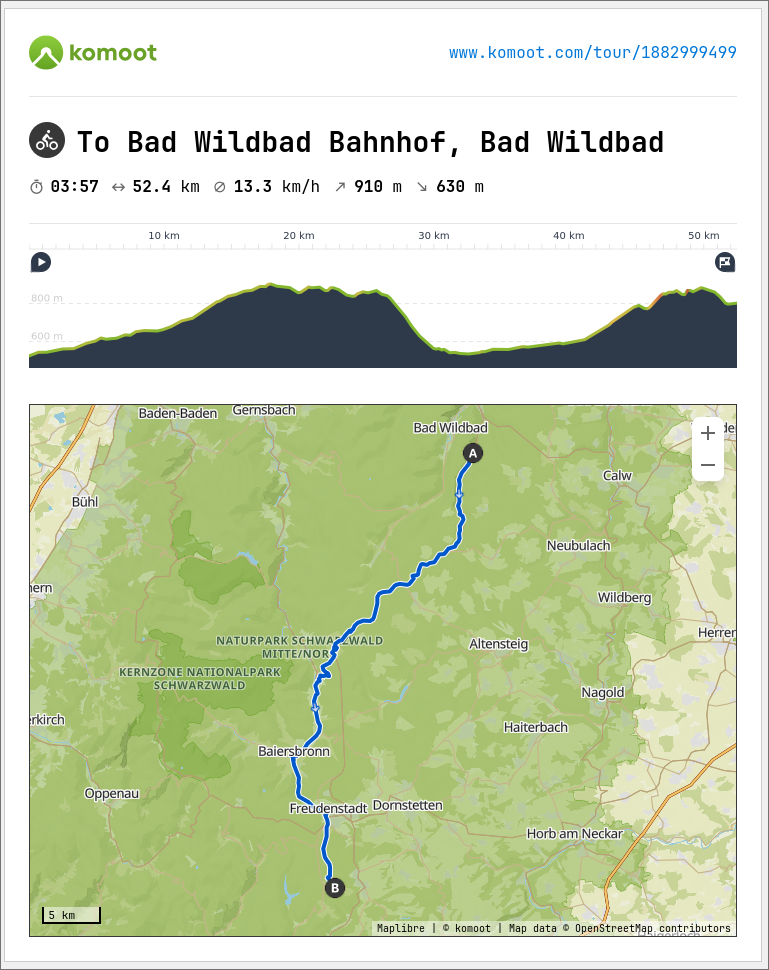 komoot
www.komoot.com/tour/1882999499
To Bad Wildbad Bahnhof, Bad Wildbad
03:57 52.4 km 13.3 km/h 910 m 630 m
10 km 20 km 30 km 40 km 50 km
800 m
600 m
Baden-Baden
Gernsbach
Bad Wildbad
A
Calw
Bühl
Neubulach
Wildberg
NATURPARK SCHWARZWALD
MITTE/NORD
Altensteig
KERNZONE NATIONALPARK
SCHWARZWALD
Nagold
Haiterbach
Baiersbronn
Oppenau
Freudenstadt
Dornstetten
Horb am Neckar
B
5 km
Maplibre | © komoot | Map data © OpenStreetMap contributors